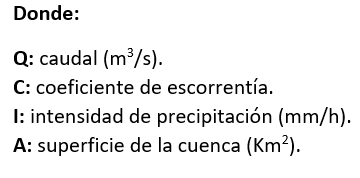 Donde:
Q: caudal (m³/s).
C: coeficiente de escorrentía.
I: intensidad de precipitación (mm/h).
A: superficie de la cuenca (Km²).